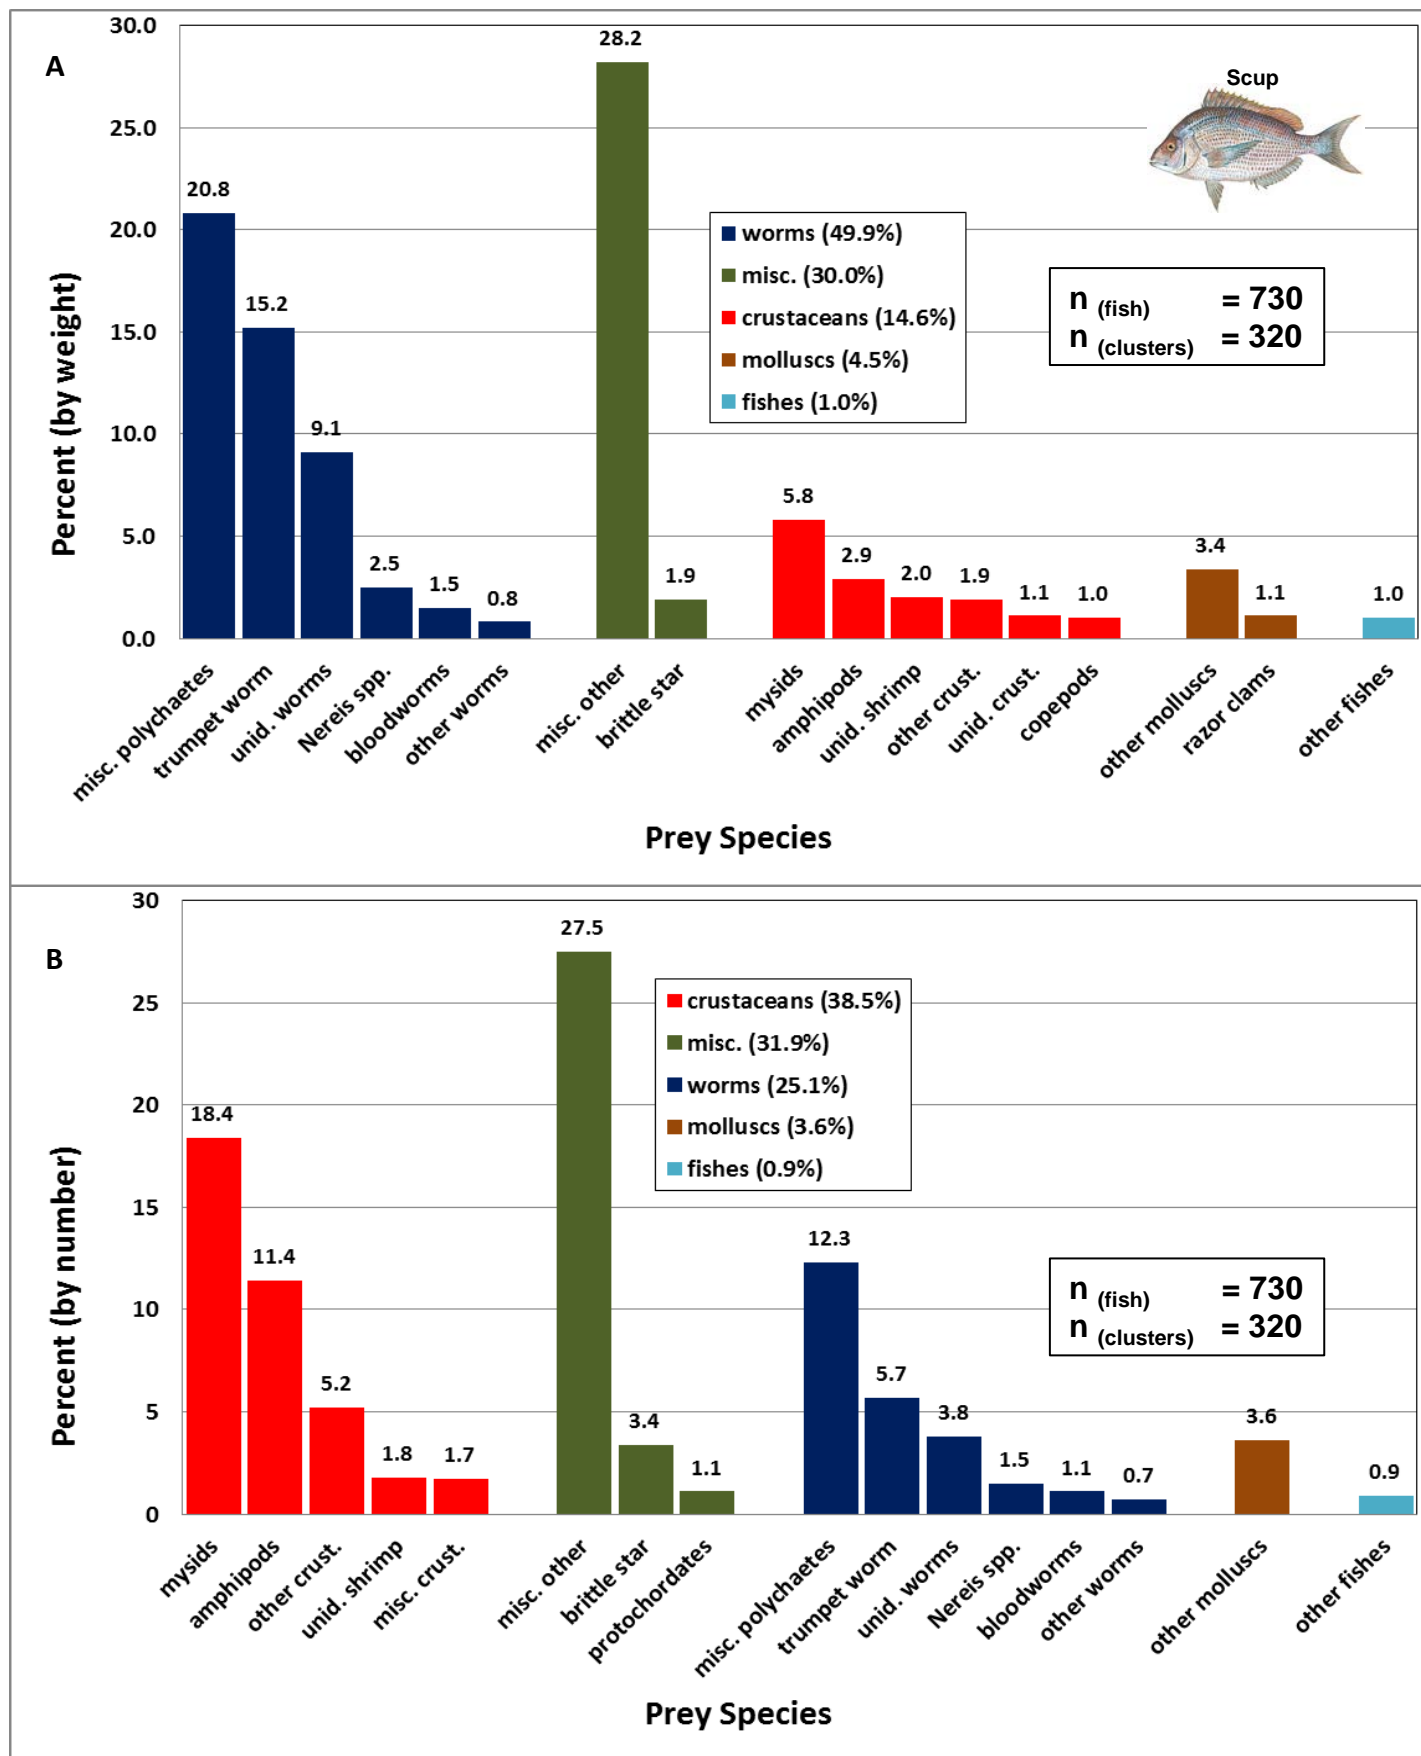 A
Percent (by weight)
30.0
25.0
20.0
15.0
10.0
5.0
0.0
20.8
15.2
9.1
2.5
1.5
0.8
28.2
1.9
5.8
2.9
2.0
1.9
1.1
1.0
3.4
1.1
1.0
Scup
worms (49.9%)
misc. (30.0%)
crustaceans (14.6%)
molluscs (4.5%)
fishes (1.0%)
n (fish) = 730
n (clusters) = 320
misc. polychaetes
trumpet worm
unid. worms
Nereis spp.
bloodworms
other worms
misc. other
brittle star
mysids
amphipods
unid. shrimp
other crust.
unid. crust.
copepods
other molluscs
razor clams
other fishes
Prey Species
B
Percent (by number)
30
25
20
15
10
5
0
18.4
11.4
5.2
1.8
1.7
27.5
3.4
1.1
12.3
5.7
3.8
1.5
1.1
0.7
3.6
0.9
crustaceans (38.5%)
misc. (31.9%)
worms (25.1%)
molluscs (3.6%)
fishes (0.9%)
n (fish) = 730
n (clusters) = 320
mysids
amphipods
other crust.
unid. shrimp
misc. crust.
misc. other
brittle star
protochordates
misc. polychaetes
trumpet worm
unid. worms
Nereis spp.
bloodworms
other worms
other molluscs
other fishes
Prey Species